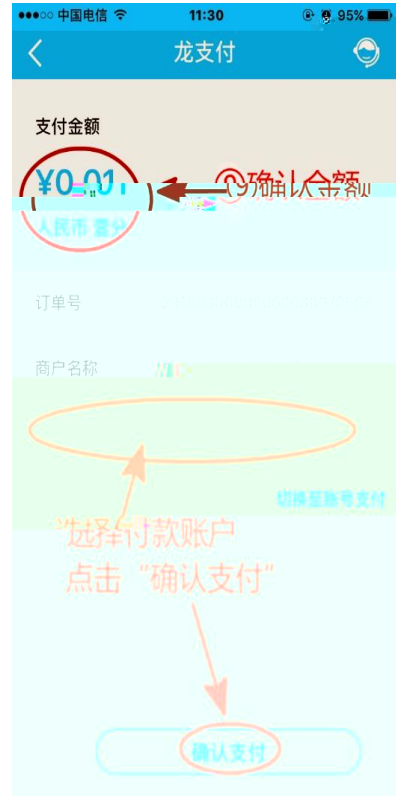 中国电信 11:30 95%
龙支付
支付金额
¥0.01
确认金额
人民币 壹分
订单号
商户名称
切换至账号支付
选择付款账户
点击“确认支付”
确认支付